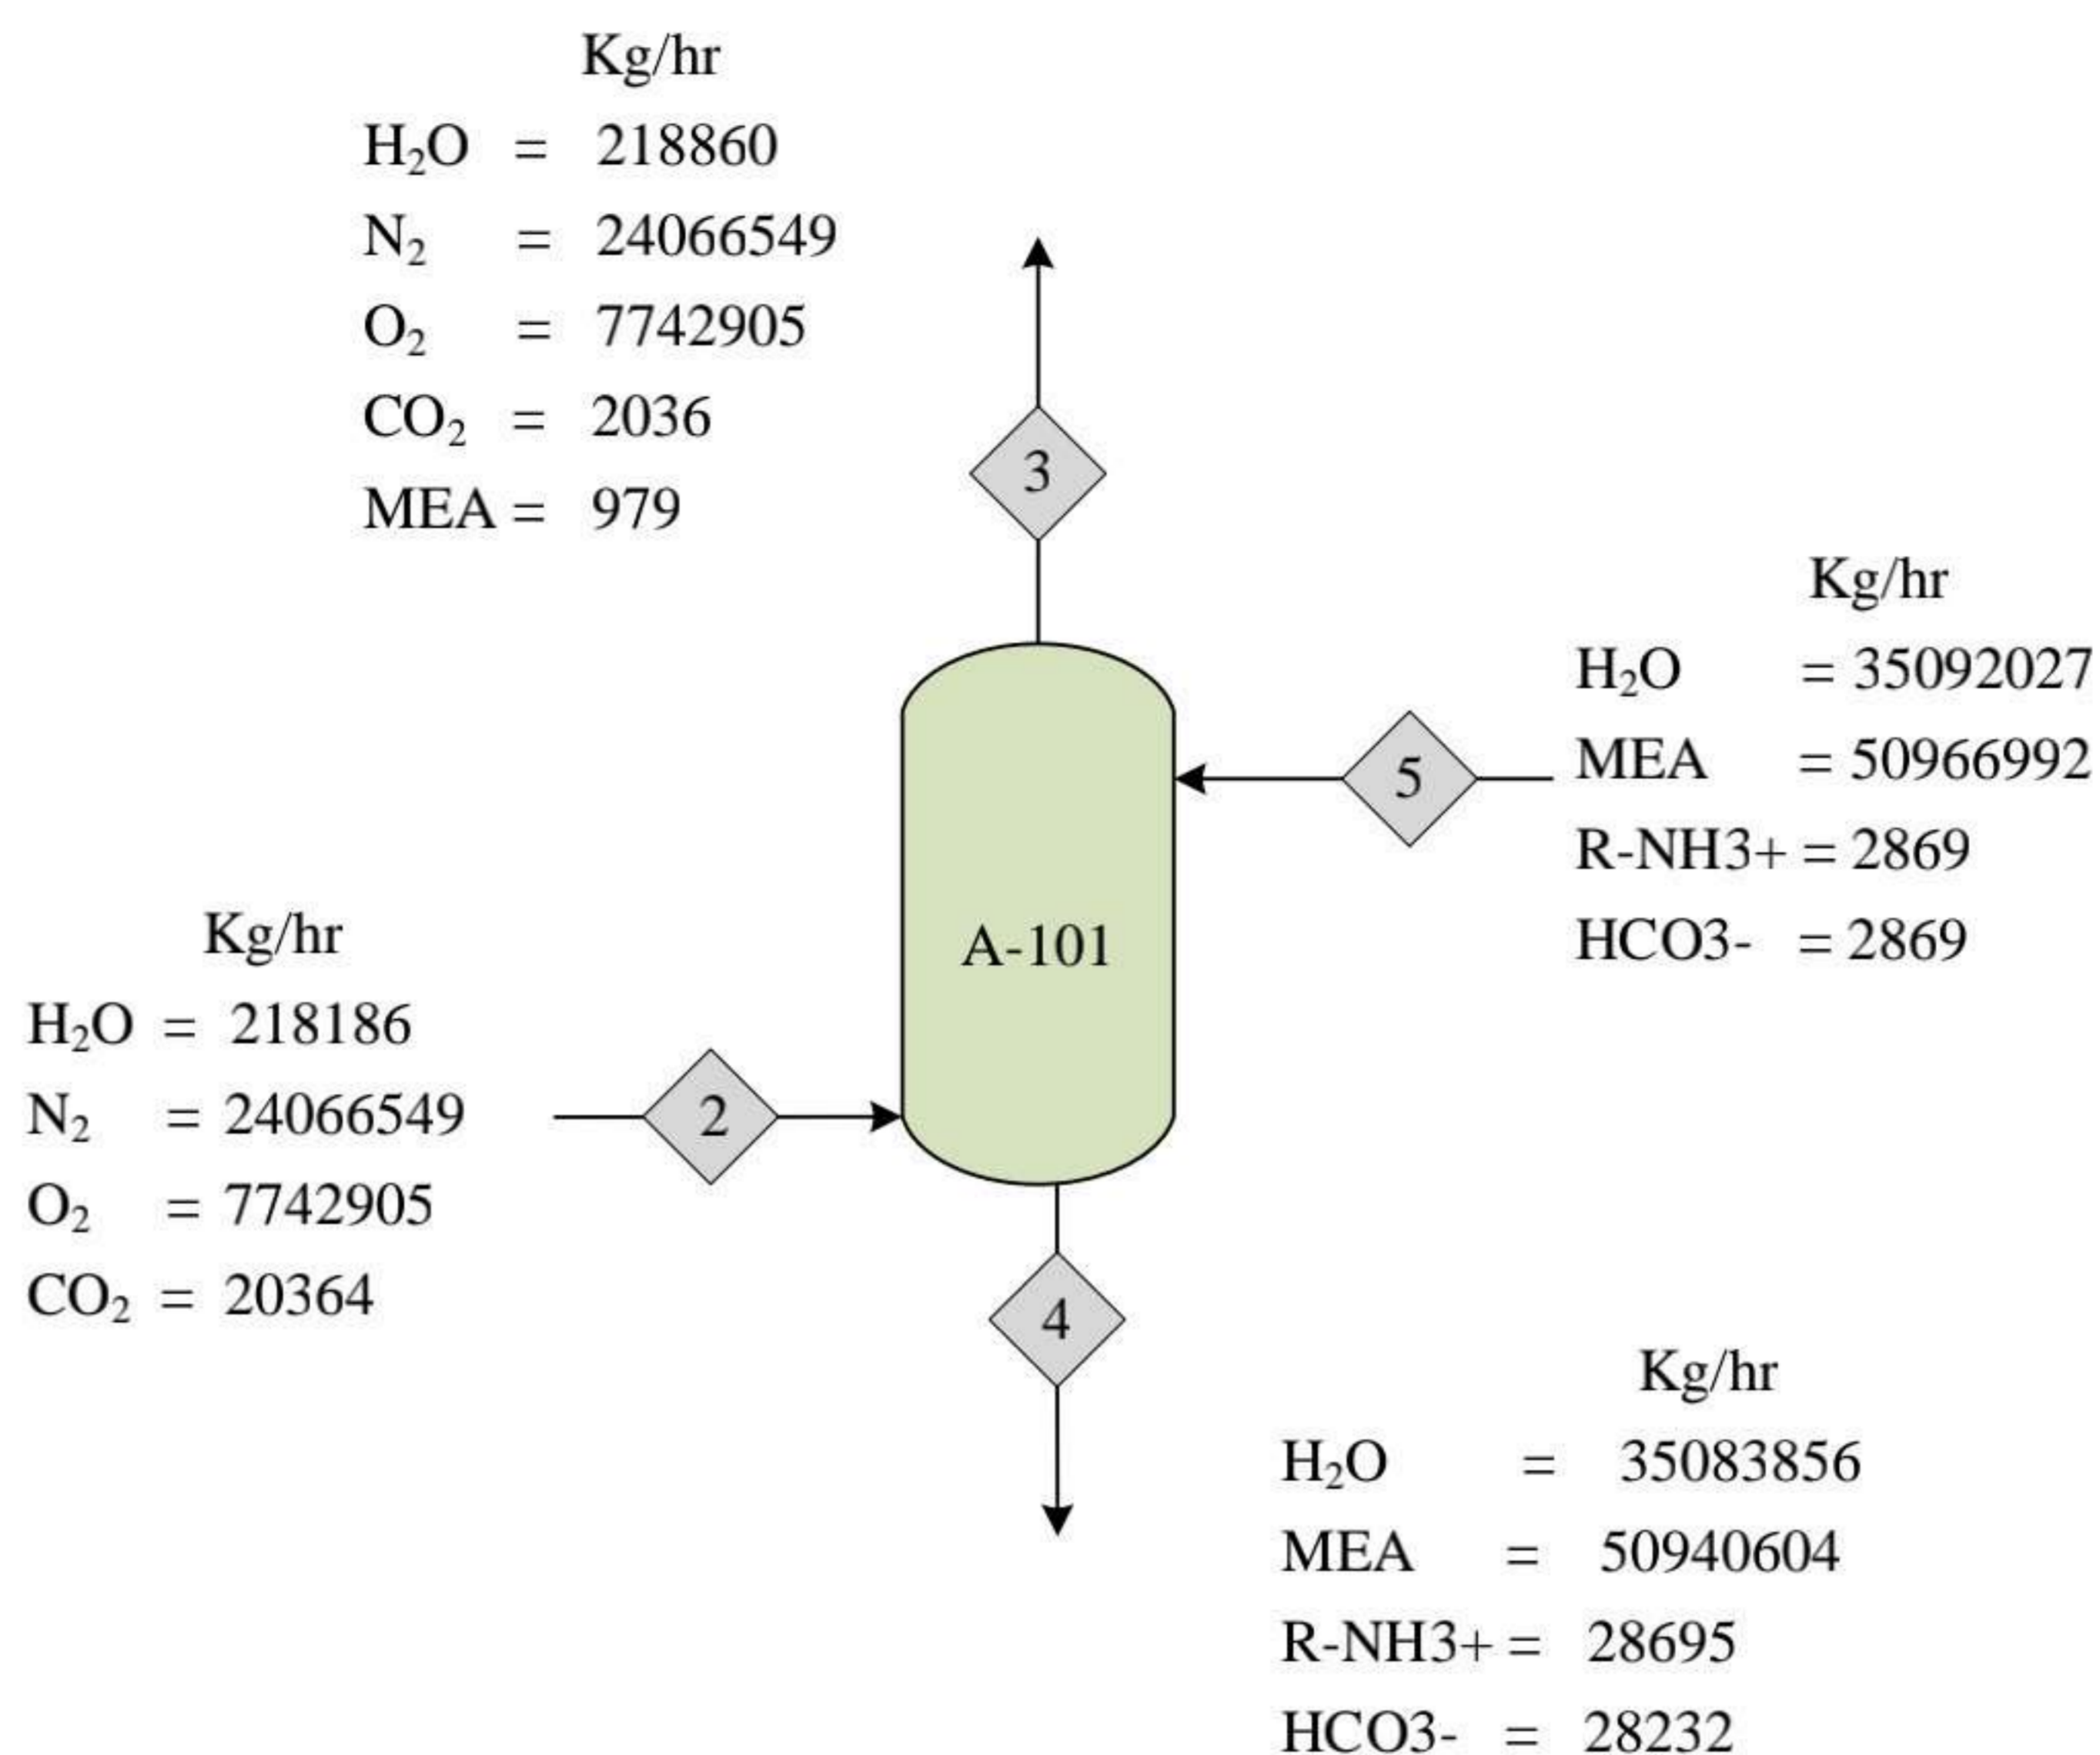 Kg/hr
H₂O = 218860
N₂ = 24066549
O₂ = 7742905
CO₂ = 2036
MEA = 979
3
Kg/hr
H₂O = 35092027
MEA = 50966992
R-NH3+ = 2869
HCO3- = 2869
5
A-101
Kg/hr
H₂O = 218186
N₂ = 24066549
O₂ = 7742905
CO₂ = 20364
2
4
Kg/hr
H₂O = 35083856
MEA = 50940604
R-NH3+ = 28695
HCO3- = 28232